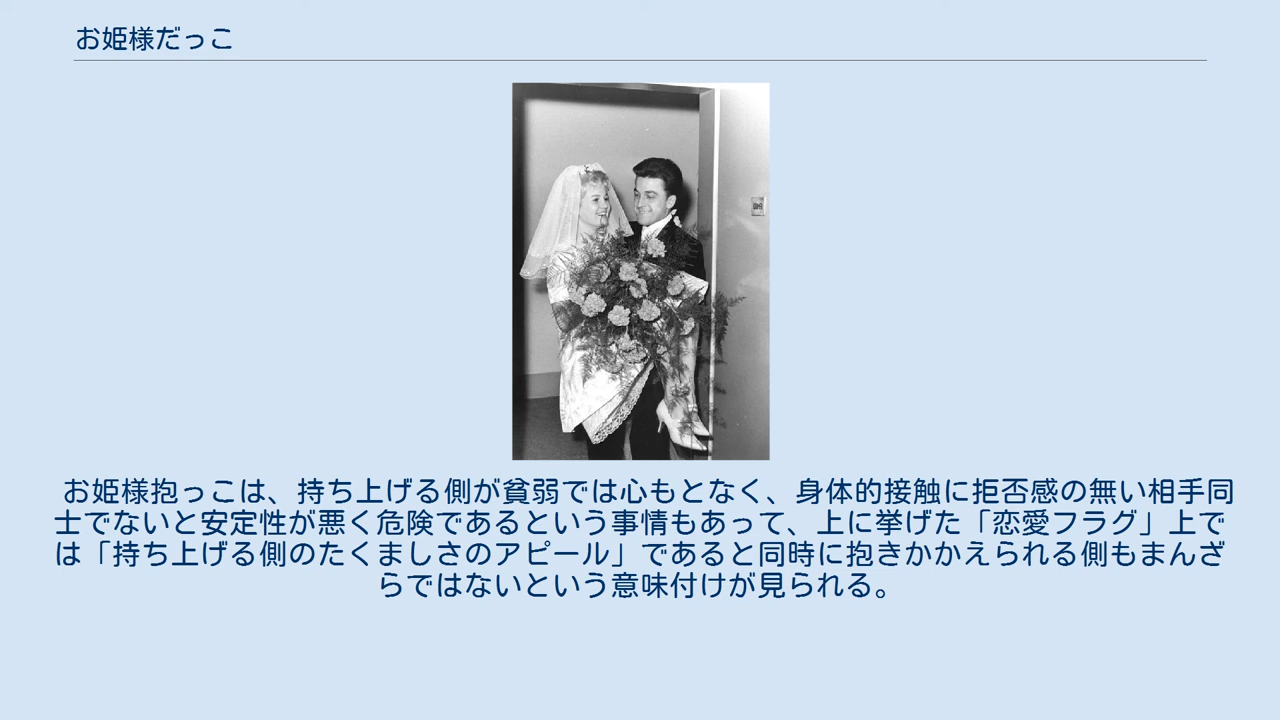 お姫様だっこ
お姫様抱っこは、持ち上げる側が貧弱では心もとなく、身体的接触に拒否感の無い相手同
士でないと安定性が悪く危険であるという事情もあって、上に挙げた「恋愛フラグ」上で
は「持ち上げる側のたくましさのアピール」であると同時に抱きかかえられる側もまんざ
らではないという意味付けが見られる。